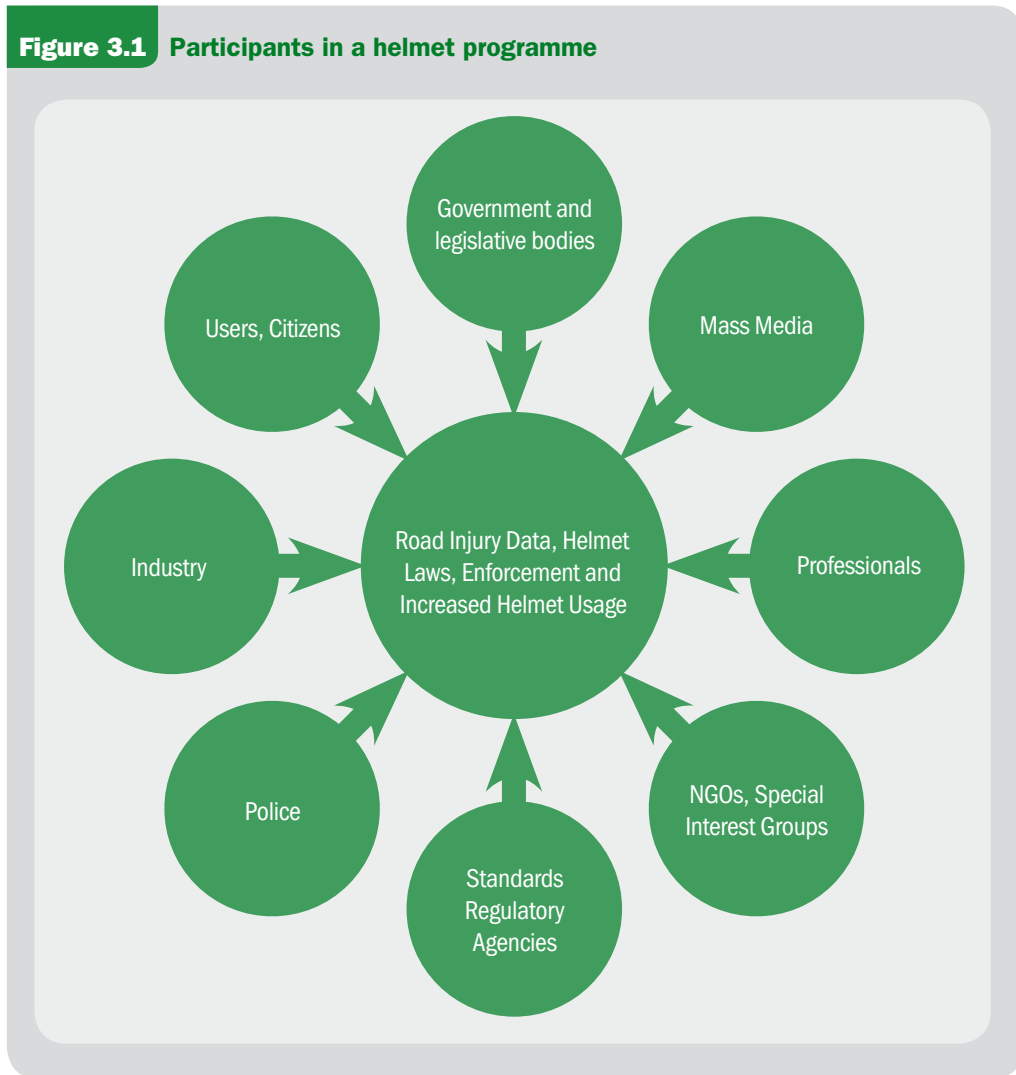 Figure 3.1 Participants in a helmet programme
Government and
legislative bodies
Users, Citizens
Mass Media
Industry
Road Injury Data, Helmet
Laws, Enforcement and
Increased Helmet Usage
Professionals
Police
NGOs, Special
Interest Groups
Standards
Regulatory
Agencies